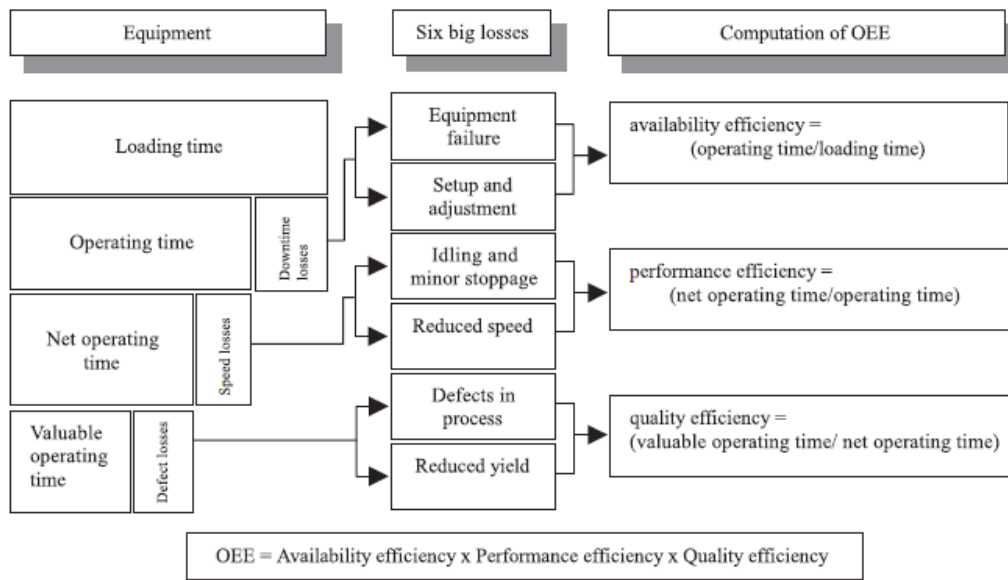 Equipment
Six big losses
Computation of OEE
Loading time
Equipment
failure
availability efficiency =
(operating time/loading time)
Setup and
adjustment
Operating time
Downtime
losses
Idling and
minor stoppage
performance efficiency =
(net operating time/operating time)
Net operating
time
Speed losses
Reduced speed
Valuable
operating
time
Defect losses
Defects in
process
quality efficiency =
(valuable operating time/ net operating time)
Reduced yield
OEE = Availability efficiency x Performance efficiency x Quality efficiency